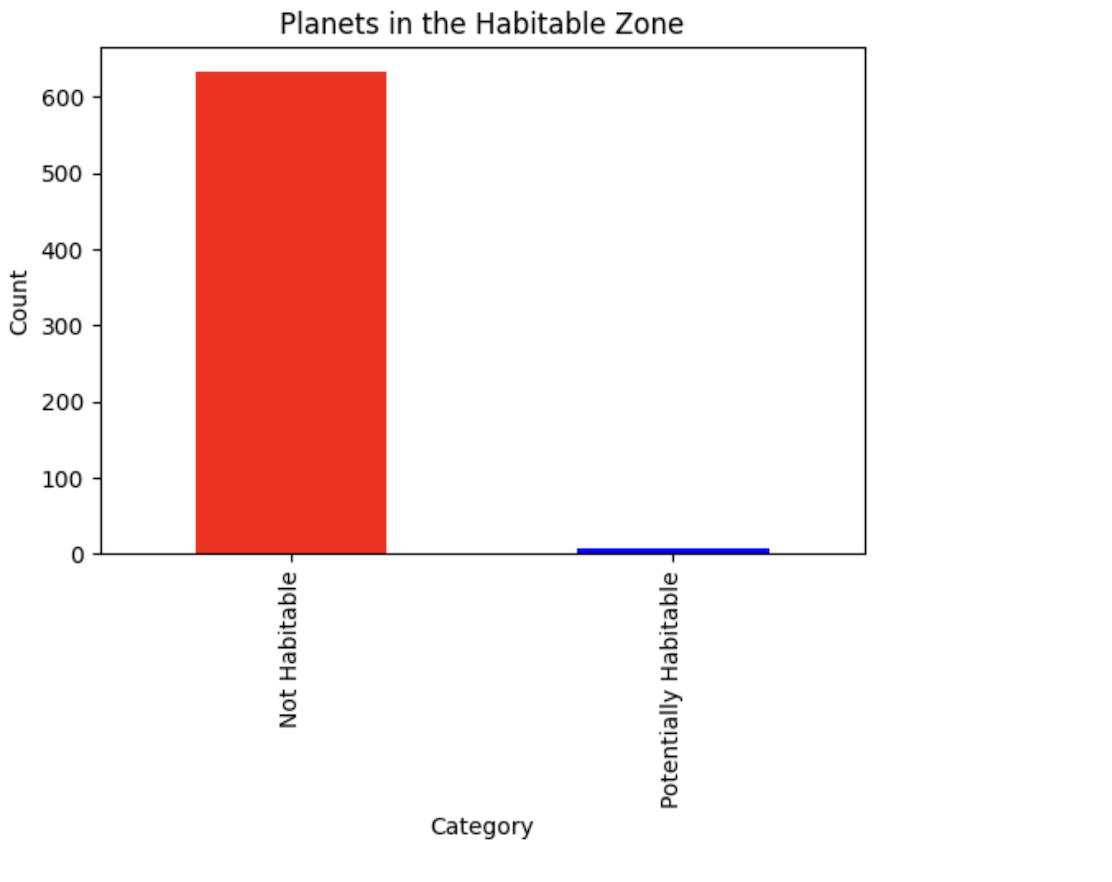 Planets in the Habitable Zone
Count
600
500
400
300
200
100
0
Not Habitable
Potentially Habitable
Category